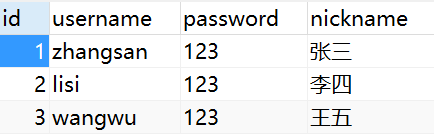 id username password nickname
1 zhangsan 123 张三
2 lisi 123 李四
3 wangwu 123 王五